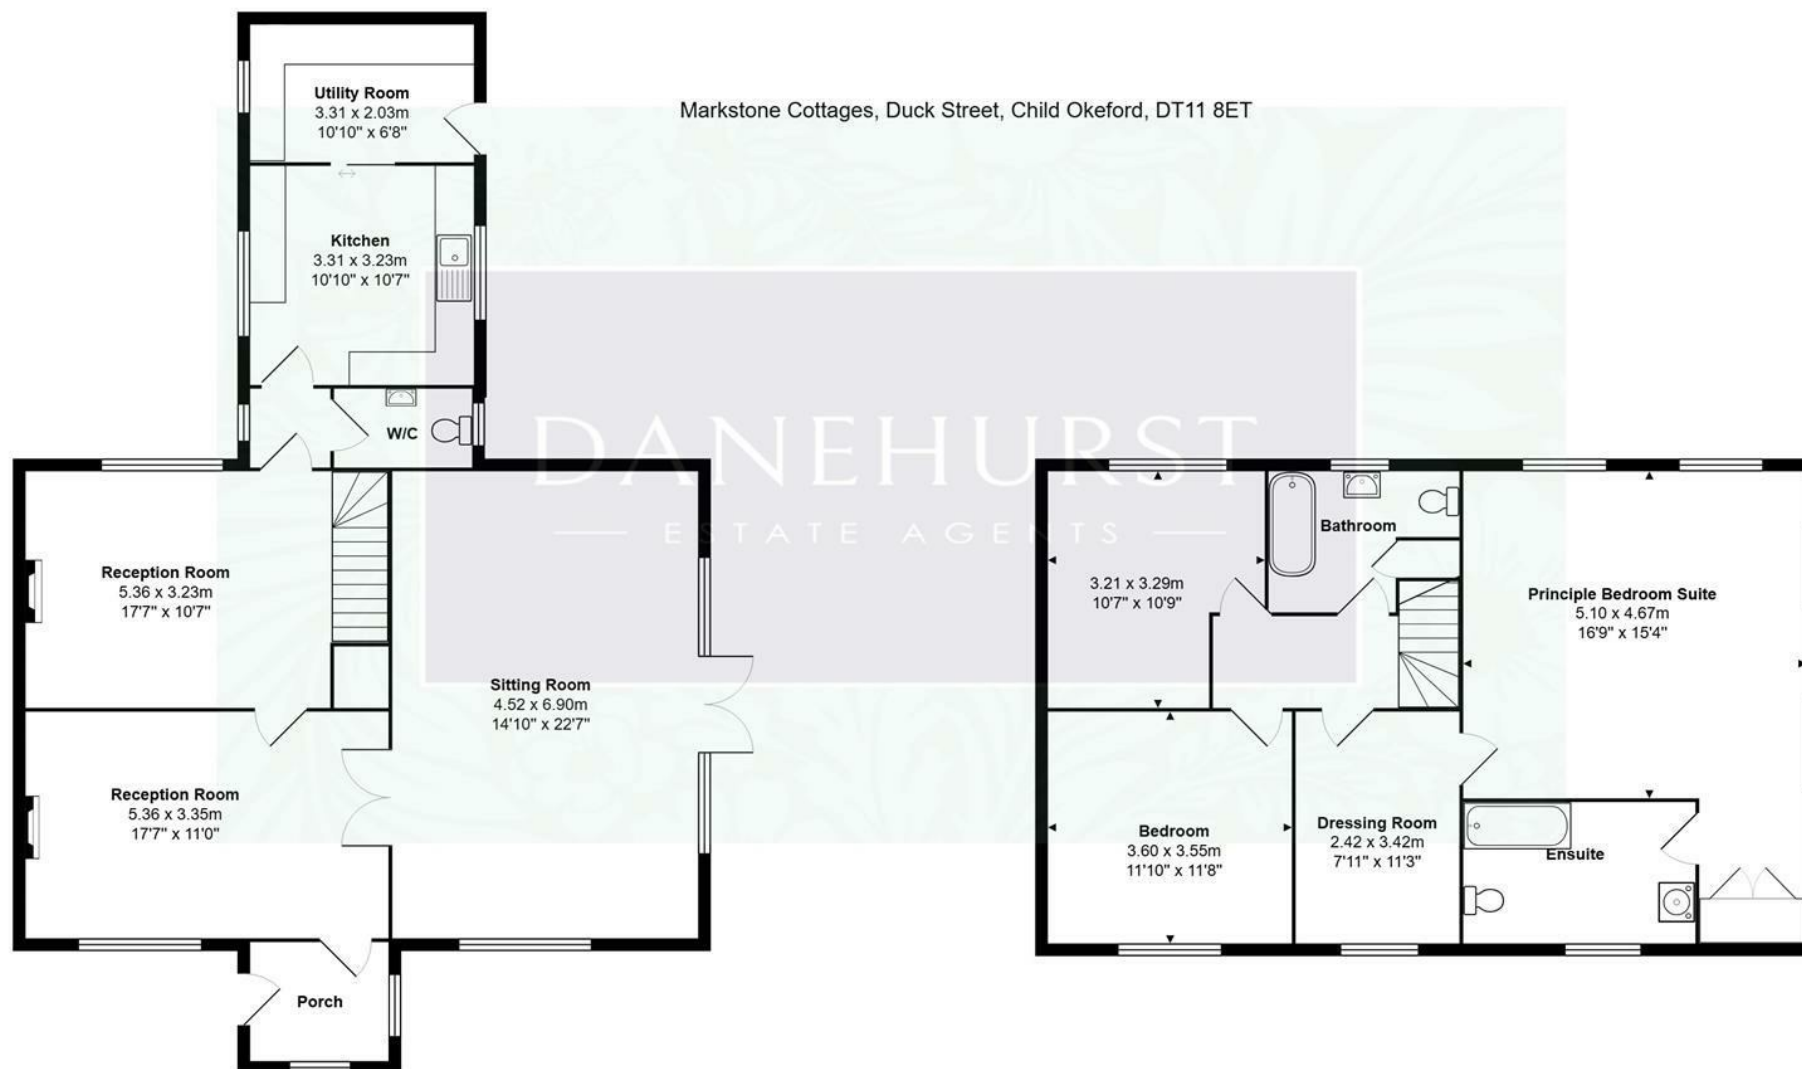 Markstone Cottages, Duck Street, Child Okeford, DT11 8ET
Utility Room
3.31 x 2.03m
10'10" x 6'8"
Kitchen
3.31 x 3.23m
10'10" x 10'7"
W/C
DANEHURST
ESTATE AGENTS
Reception Room
5.36 x 3.23m
17'7" x 10'7"
Sitting Room
4.52 x 6.90m
14'10" x 22'7"
Reception Room
5.36 x 3.35m
17'7" x 11'0"
Porch
3.21 x 3.29m
10'7" x 10'9"
Bathroom
Principle Bedroom Suite
5.10 x 4.67m
16'9" x 15'4"
Bedroom
3.60 x 3.55m
11'10" x 11'8"
Dressing Room
2.42 x 3.42m
7'11" x 11'3"
Ensuite